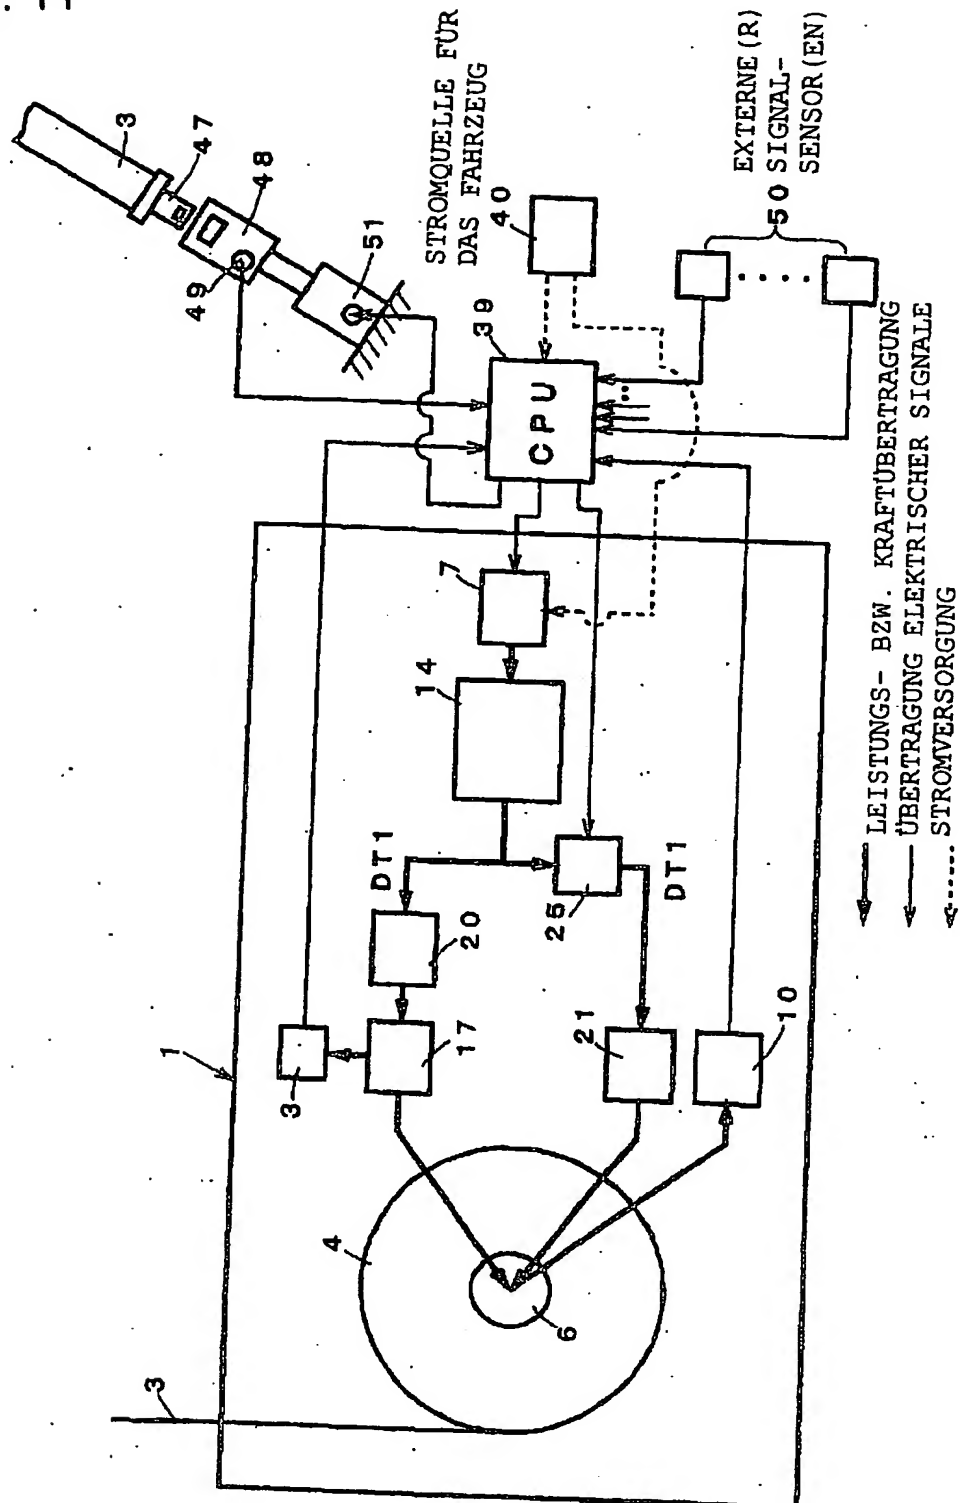 3
47
48
49
51
STROMQUELLE FÜR
DAS FAHRZEUG
40
39
CPU
EXTERNE(R)
50 SIGNAL-
SENSOR(EN)
7
14
DT1
20
25
DT1
17
3
21
10
1
4
6
3
LEISTUNGS- BZW. KRAFTÜBERTRAGUNG
ÜBERTRAGUNG ELEKTRISCHER SIGNALE
STROMVERSORGUNG